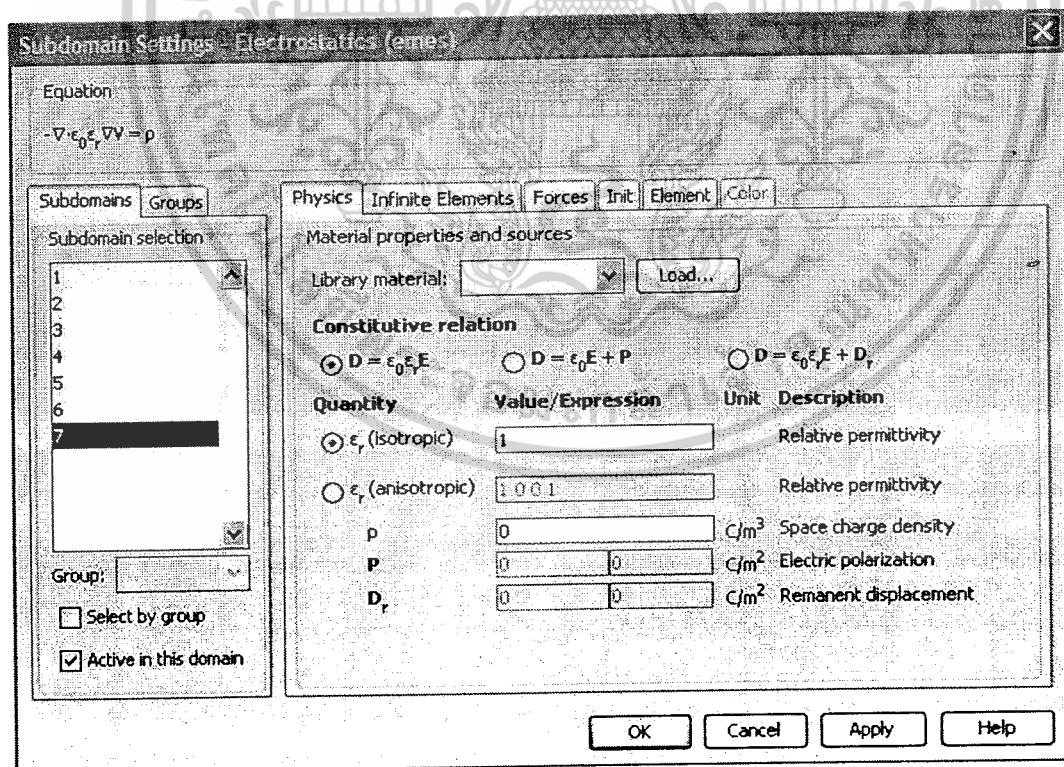 Subdomain Settings - Electrostatics (emes)
Equation
-∇·ε₀εᵣ∇V = ρ
Subdomains Groups
Subdomain selection
1
2
3
4
5
6
7
Group:
Select by group
Active in this domain
Physics Infinite Elements Forces Init Element Color
Material properties and sources
Library material: Load...
Constitutive relation
D = ε₀εᵣE D = ε₀E + P D = ε₀εᵣE + Dᵣ
Quantity Value/Expression Unit Description
εᵣ (isotropic) 1 Relative permittivity
εᵣ (anisotropic) 1 0 0 1 Relative permittivity
ρ 0 C/m³ Space charge density
P 0 0 C/m² Electric polarization
Dᵣ 0 0 C/m² Remanent displacement
OK Cancel Apply Help